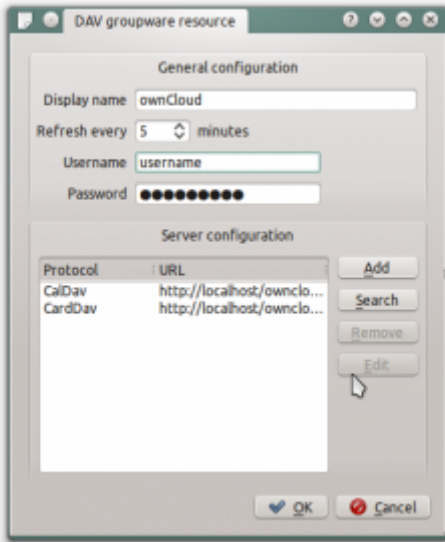 DAV groupware resource
General configuration
Display name ownCloud
Refresh every 5 minutes
Username username
Password ●●●●●●●●●
Server configuration
Protocol URL
CalDav http://localhost/ownclo...
CardDav http://localhost/ownclo...
Add
Search
Remove
Edit
OK Cancel